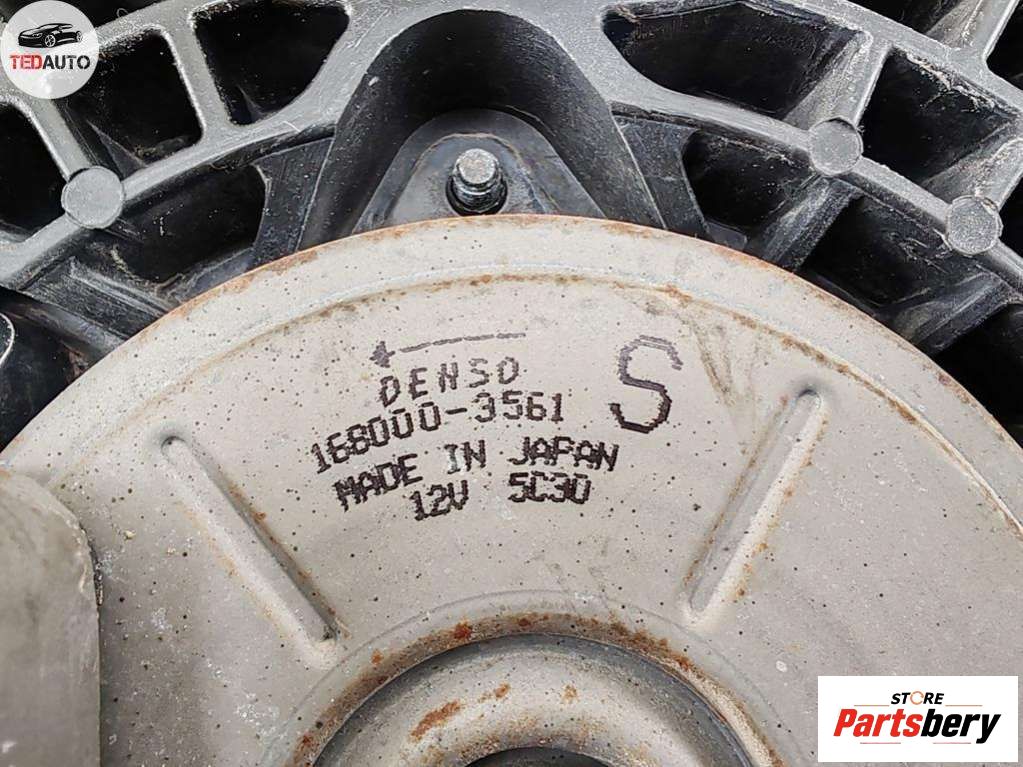 TEDAUTO
DENSO
S
168000-3561
MADE IN JAPAN
12V 5C30
STORE
Partsbery